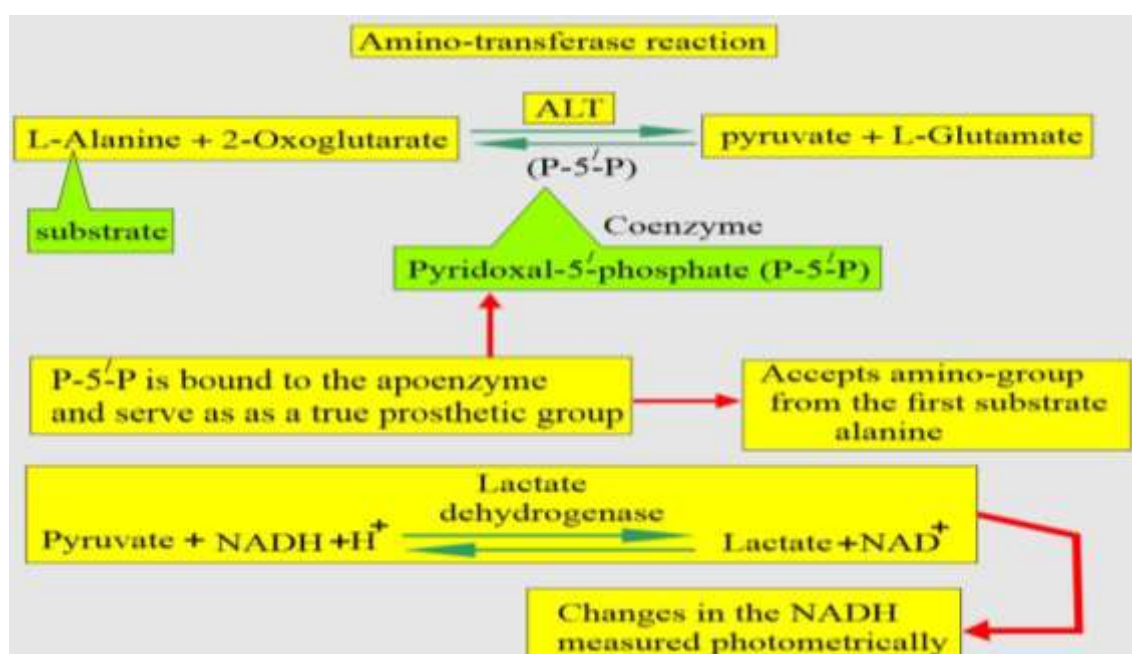 Amino-transferase reaction
ALT
L-Alanine + 2-Oxoglutarate
pyruvate + L-Glutamate
(P-5/-P)
substrate
Coenzyme
Pyridoxal-5/-phosphate (P-5/-P)
P-5/-P is bound to the apoenzyme
and serve as as a true prosthetic group
Accepts amino-group
from the first substrate
alanine
Lactate
dehydrogenase
Pyruvate + NADH +H+
Lactate +NAD+
Changes in the NADH
measured photometrically